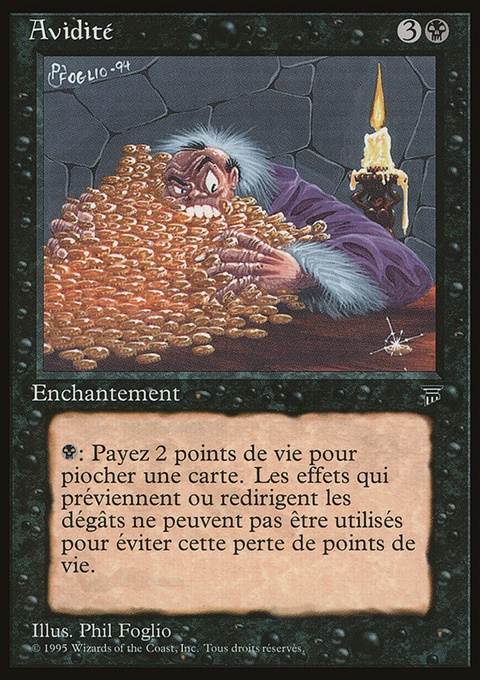 Avidité 3
PFOGLIO-94
Enchantement
: Payez 2 points de vie pour
piocher une carte. Les effets qui
préviennent ou redirigent les
dégâts ne peuvent pas être utilisés
pour éviter cette perte de points de
vie.
Illus. Phil Foglio
© 1995 Wizards of the Coast, Inc. Tous droits réservés.